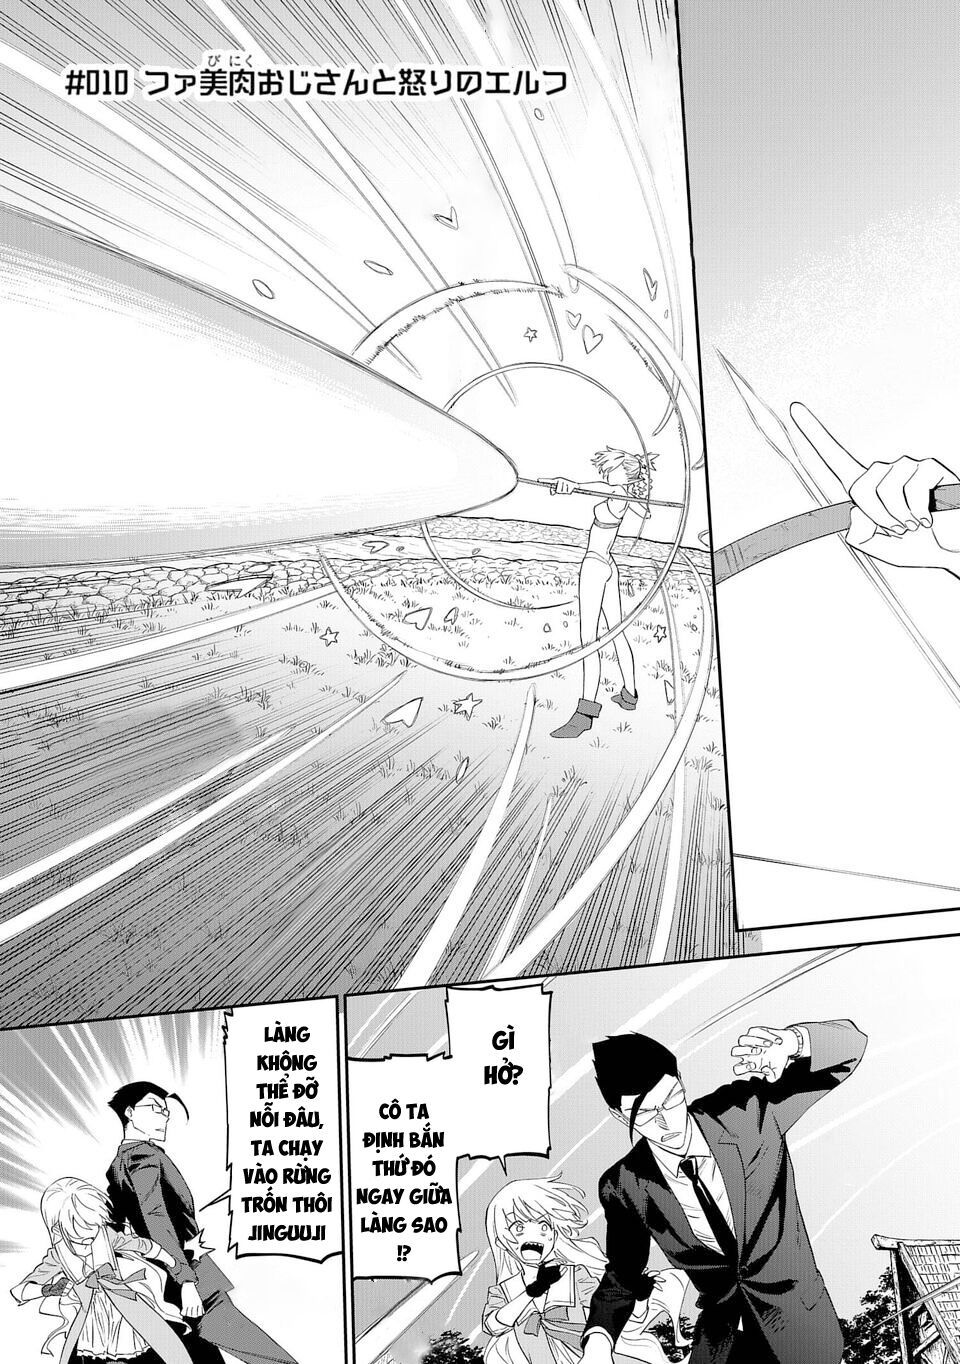 びにく
#010 ファ美肉おじさんと怒りのエルフ
GÌ
HỞ?
CÔ TA
ĐỊNH BẮN
THỨ ĐÓ
NGAY GIỮA
LÀNG SAO
!?
LÀNG
KHÔNG
THỂ ĐỠ
NỔI ĐÂU,
TA CHẠY
VÀO RỪNG
TRỐN THÔI
JINGUUJI